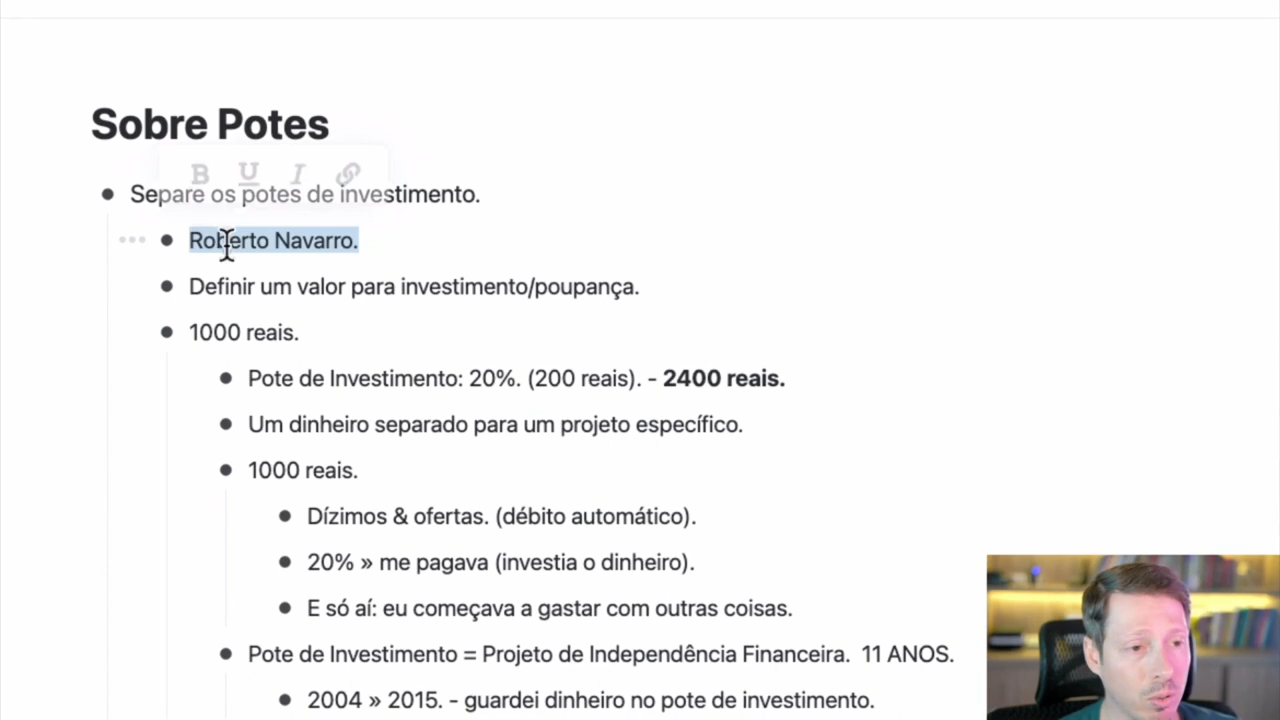 Sobre Potes
B U I
Separe os potes de investimento.
Roberto Navarro.
Definir um valor para investimento/poupança.
1000 reais.
Pote de Investimento: 20%. (200 reais). - 2400 reais.
Um dinheiro separado para um projeto específico.
1000 reais.
Dízimos & ofertas. (débito automático).
20% » me pagava (investia o dinheiro).
E só aí: eu começava a gastar com outras coisas.
Pote de Investimento = Projeto de Independência Financeira. 11 ANOS.
2004 » 2015. - guardei dinheiro no pote de investimento.